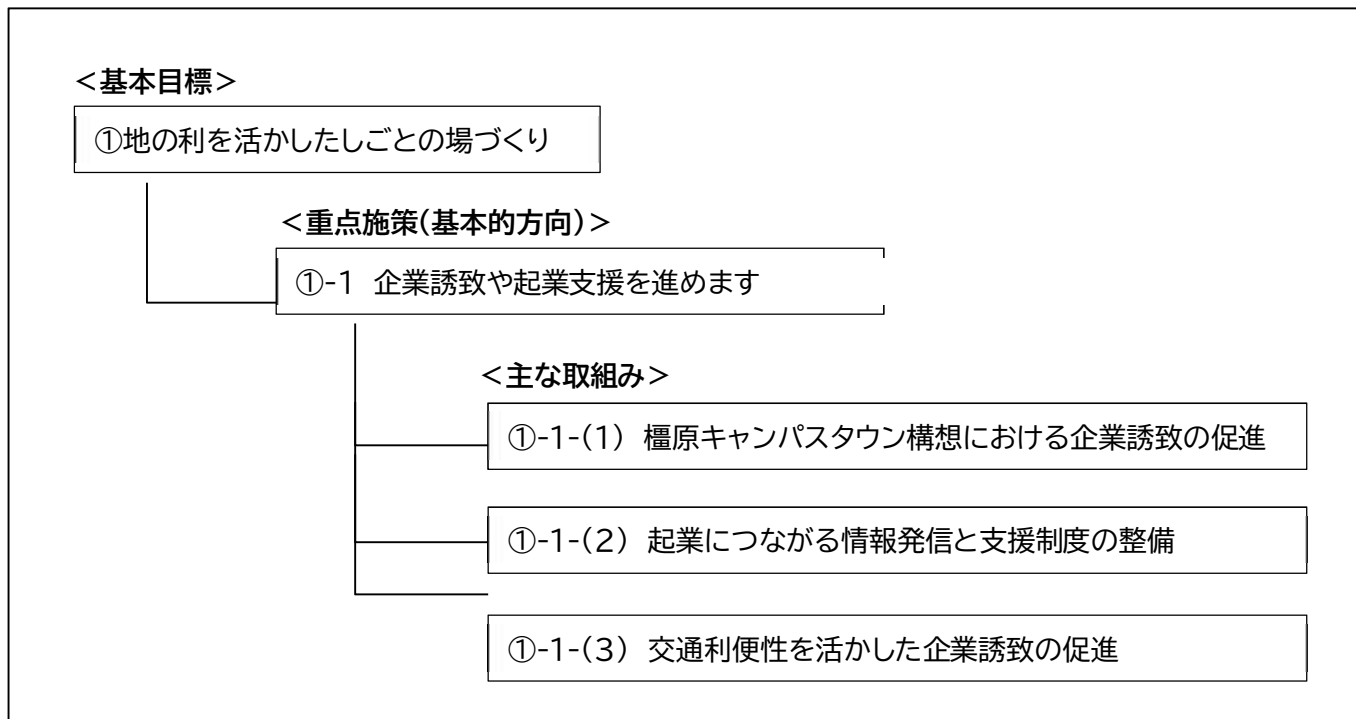 ＜基本目標＞
①地の利を活かしたしごとの場づくり
＜重点施策(基本的方向)＞
①-1 企業誘致や起業支援を進めます
＜主な取組み＞
①-1-(1) 橿原キャンパスタウン構想における企業誘致の促進
①-1-(2) 起業につながる情報発信と支援制度の整備
①-1-(3) 交通利便性を活かした企業誘致の促進